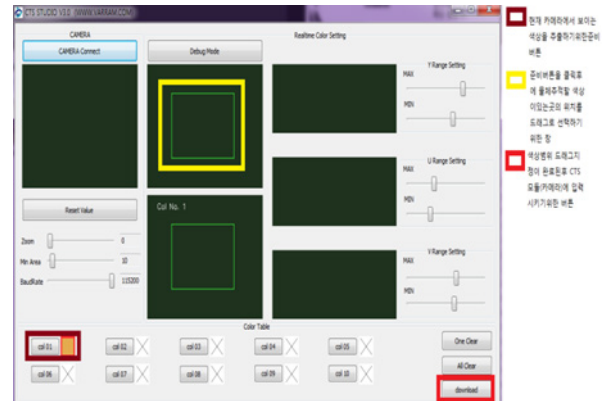 CTS STUDIO V3.0 (WWW.YARRAM.COM)
CAMERA
CAMERA Connect
Debug Mode
Realtime Color Setting
Y Range Setting
MAX
MIN
U Range Setting
MAX
MIN
V Range Setting
MAX
MIN
Reset Value
Col No. 1
Zoom 0
Min Area 10
BaudRate 115200
Color Table
col 01
col 02
col 03
col 04
col 05
One Clear
col 06
col 07
col 08
col 09
col 10
All Clear
download
현재 카메라에서 보이는
색상을 추출하기위한준비
버튼
준비버튼을 클릭후
에 물체추적할 색상
이있는곳의 위치를
드래그로 선택하기
위한 창
색상범위 드래그지
정이 완료된후 CTS
모듈(카메라)에 입력
시키기위한 버튼